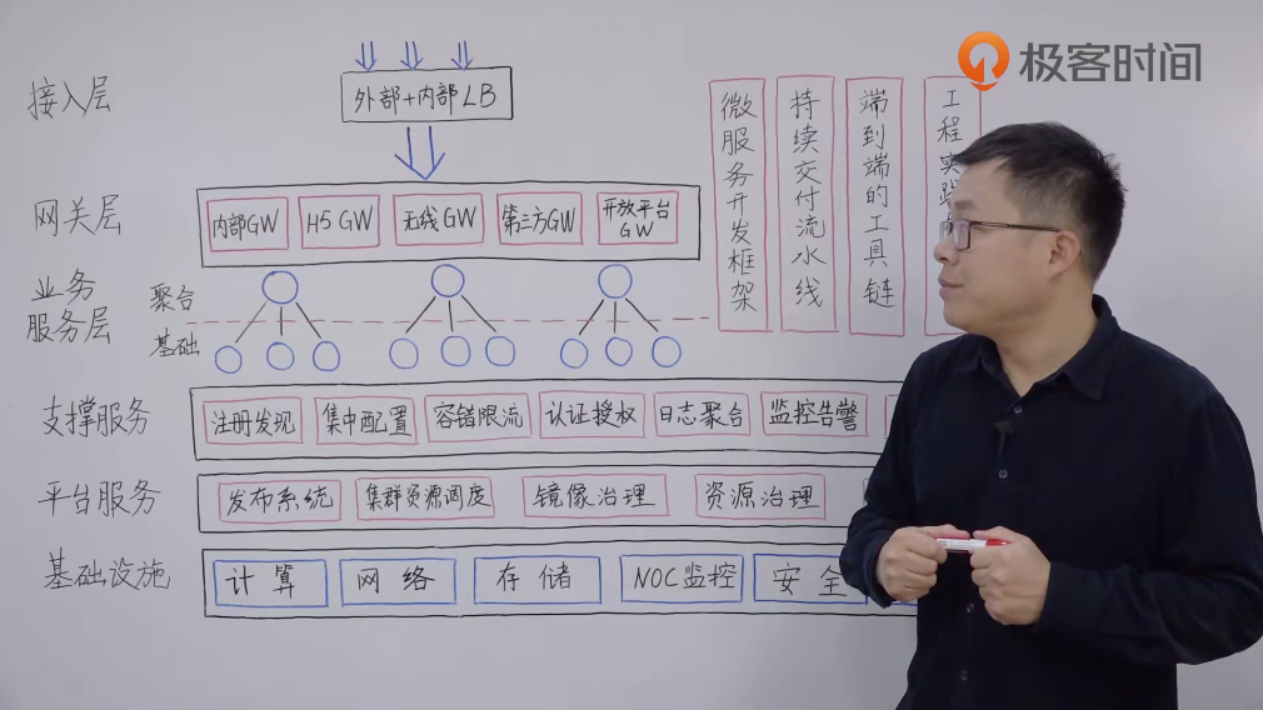 极客时间
接入层
外部+内部LB
网关层
内部GW
H5 GW
无线GW
第三方GW
开放平台
GW
业务
服务层
聚合
基础
支撑服务
注册发现
集中配置
容错限流
认证授权
日志聚合
监控告警
平台服务
发布系统
集群资源调度
镜像治理
资源治理
基础设施
计算
网络
存储
NOC监控
安全
微服务开发框架
持续交付流水线
端到端的工具链
工程实践